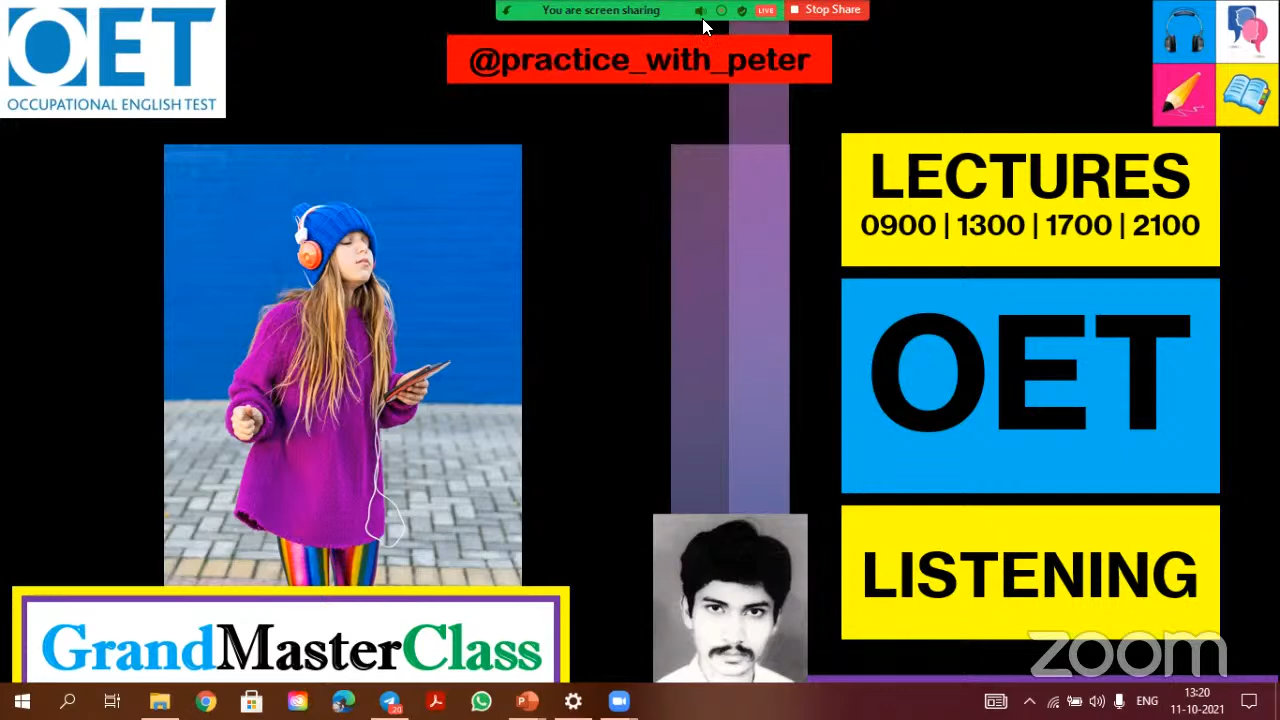 You are screen sharing
LIVE
Stop Share
OET
OCCUPATIONAL ENGLISH TEST
@practice_with_peter
LECTURES
0900 | 1300 | 1700 | 2100
OET
LISTENING
GrandMasterClass
zoom
20
ENG
13:20
11-10-2021